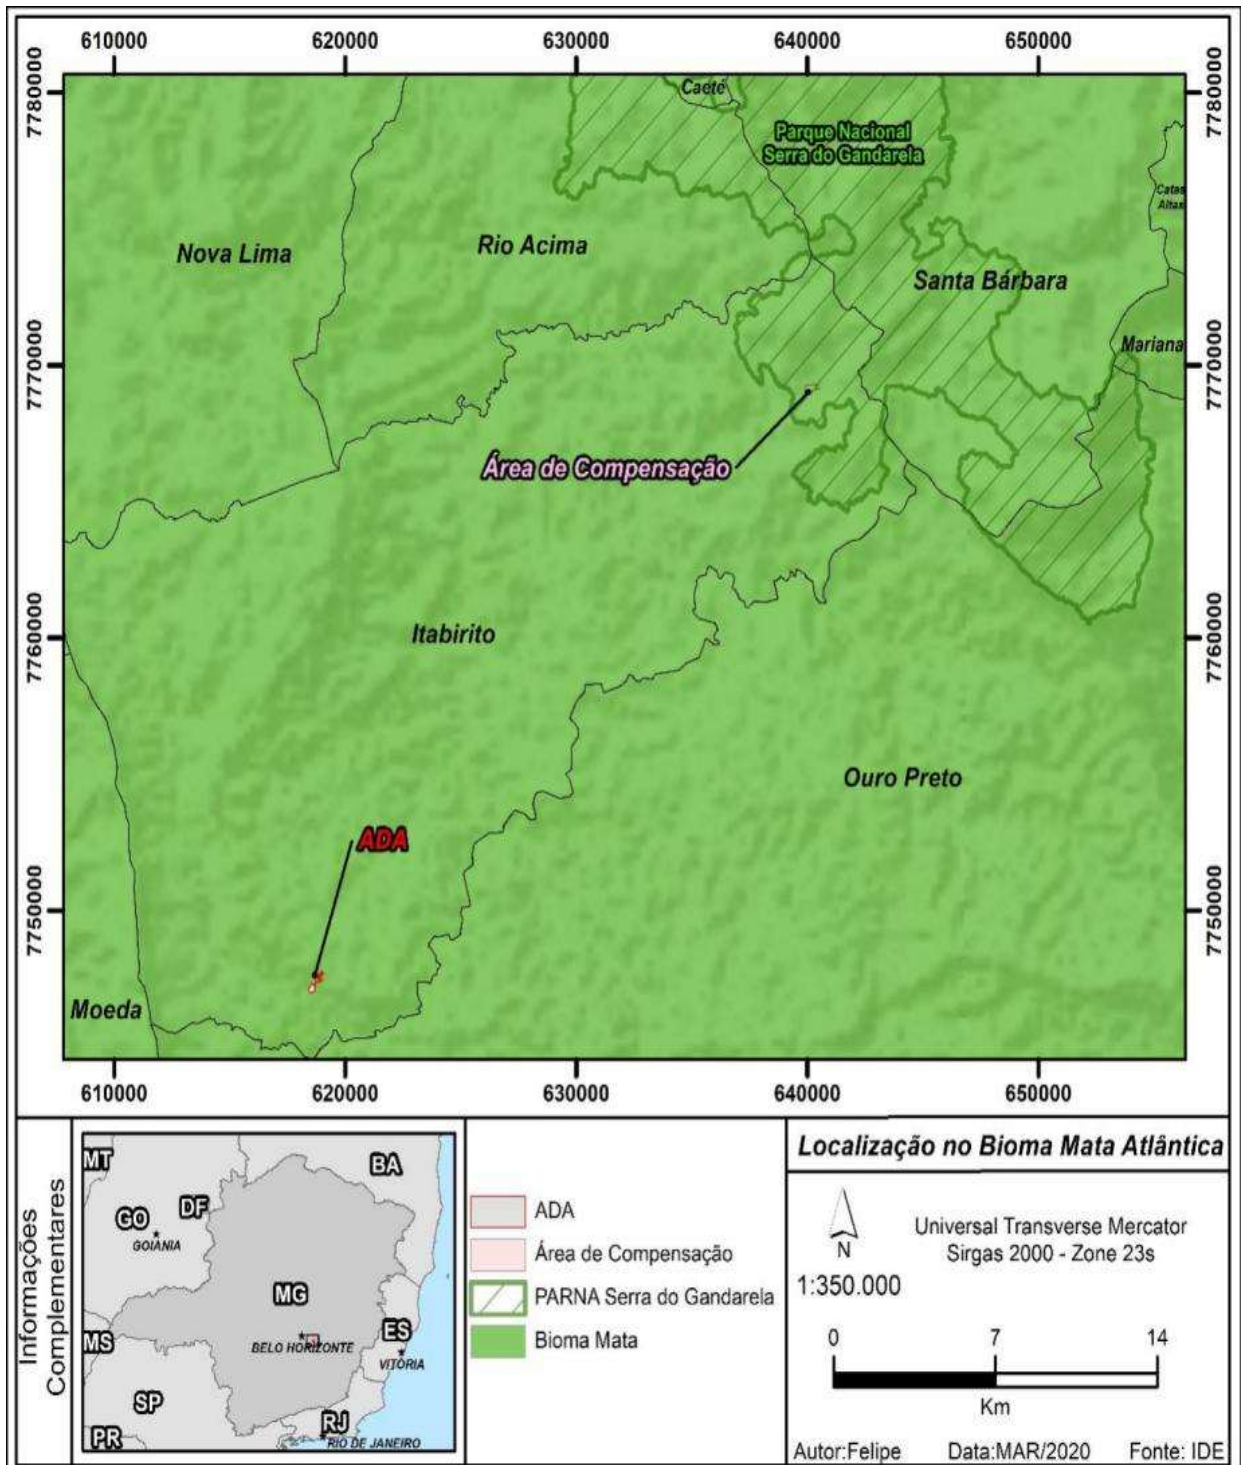 610000 620000 630000 640000 650000
7780000 7780000
Caeté
Parque Nacional
Serra do Gandarela
Catas
Altas
Nova Lima
Rio Acima
Santa Bárbara
Mariana
7770000 7770000
Área de Compensação
Itabirito
7760000 7760000
Ouro Preto
ADA
7750000 7750000
Moeda
610000 620000 630000 640000 650000
Informações
Complementares
MT
BA
GO
DF
GOIANIA
MG
BELO HORIZONTE
ES
VITÓRIA
MS
SP
RJ
RIO DE JANEIRO
PR
ADA
Área de Compensação
PARNA Serra do Gandarela
Bioma Mata
Localização no Bioma Mata Atlântica
N
Universal Transverse Mercator
Sirgas 2000 - Zone 23s
1:350.000
0 7 14
Km
Autor:Felipe Data:MAR/2020 Fonte: IDE